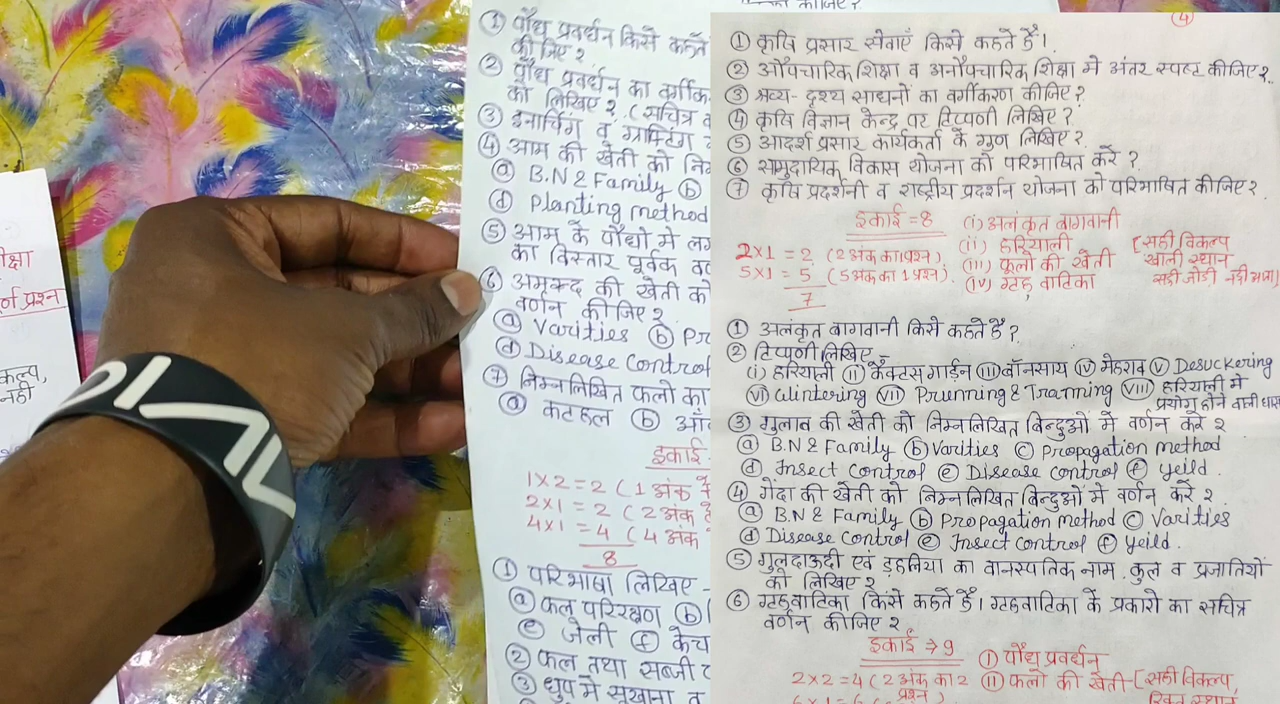 ीक्षा
र्ण प्रश्न
कल्प,
नही
① पौध प्रवर्धन किसे कहते
कीजिए?
② पौध प्रवर्धन का वर्गीक
को लिखिए? (सचित्र व
③ इनार्चिंग व ग्राफ्टिंग
④ आम की खेती को निम
ⓐ B.N & Family ⓑ
ⓓ Planting method
⑤ आम के पौधो मे लग
का विस्तार पूर्वक वर्
⑥ अमरूद की खेती को
वर्णन कीजिए?
ⓐ Varities ⓑ Pr
ⓓ Disease control
⑦ निम्नलिखित फलो का
ⓐ कटहल ⓑ आँ
इकाई
1×2 = 2 ( 1 अंक के
2×1 = 2 ( 2 अंक
4×1 = 4 ( 4 अंक
8
① परिभाषा लिखिए -
ⓐ फल परिरक्षण ⓑ
ⓔ जेली ⓕ केच
② फल तथा सब्जी
③ धुप मे सूखाना व
④
① कृषि प्रसार सेवाएँ किसे कहते हैं।
② औपचारिक शिक्षा व अनौपचारिक शिक्षा मे अंतर स्पष्ट कीजिए?
③ श्रव्य- दृश्य साधनों का वर्गीकरण कीजिए?
④ कृषि विज्ञान केन्द्र पर टिप्पणी लिखिए?
⑤ आदर्श प्रसार कार्यकर्ता के गुण लिखिए?
⑥ सामुदायिक विकास योजना को परिभाषित करें?
⑦ कृषि प्रदर्शनी व राष्ट्रीय प्रदर्शन योजना को परिभाषित कीजिए?
इकाई = 8
(i) अलंकृत बागवानी
2×1 = 2 (2 अंक का 1 प्रश्न)
(ii) हरियाली
[सही विकल्प
5×1 = 5 (5 अंक का 1 प्रश्न)
(iii) फूलो की खेती
खाली स्थान
7
(iv) गृह वाटिका
सही जोडी
① अलंकृत बागवानी किसे कहते हैं?
② टिप्पणी लिखिए -
(i) हरियाली (ii) कैक्टस गार्डन (iii) बॉनसाय (iv) मेहराब (v) Desuckering
(vi) Wintering (vii) Prunning & Tranning (viii) हरियाली मे
प्रयोग होने वाली घास
③ गुलाब की खेती को निम्नलिखित बिन्दुओं मे वर्णन करें?
ⓐ B.N & Family ⓑ Varities ⓒ Propagation method
ⓓ Insect control ⓔ Disease control ⓕ yeild.
④ गेंदा की खेती को निम्नलिखित बिन्दुओं मे वर्णन करें?
ⓐ B.N & Family ⓑ Propagation method ⓒ Varities
ⓓ Disease control ⓔ Insect control ⓕ yeild.
⑤ गुलदाऊदी एवं डहलिया का वानस्पतिक नाम, कुल व प्रजातियों
को लिखिए?
⑥ गृहवाटिका किसे कहते हैं। गृहवाटिका के प्रकारो का सचित्र
वर्णन कीजिए?
इकाई → 9
① पौध प्रवर्धन
2×2 = 4 ( 2 अंक का 2
प्रश्न)
② फलो की खेती
[सही विकल्प,
रिक्त स्थान